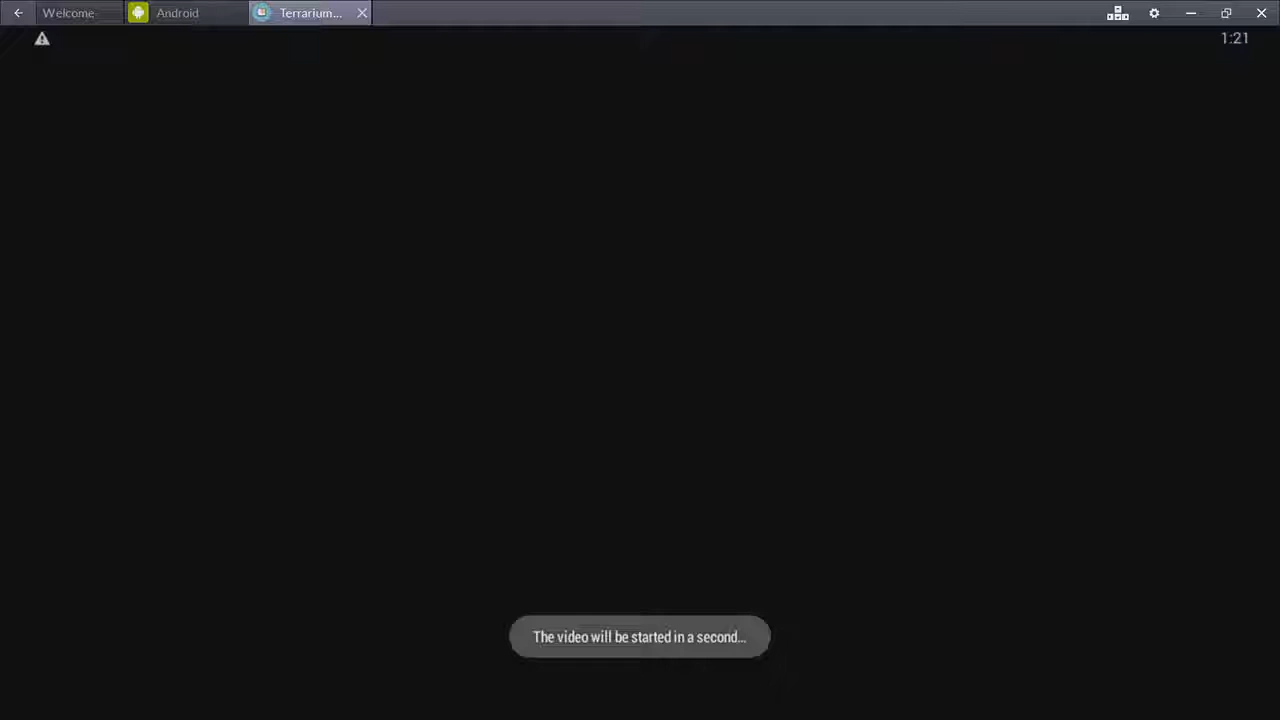 Welcome Android Terrarium...
1:21
The video will be started in a second...